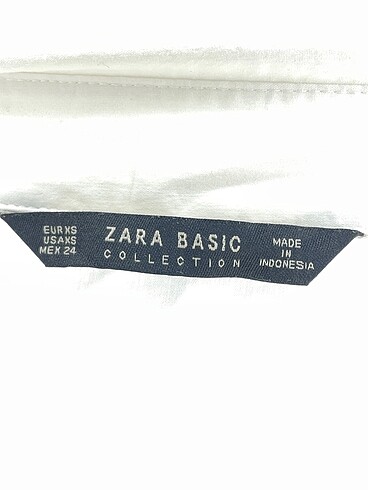 EUR XS
USA XS
MEX 24
ZARA BASIC
COLLECTION
MADE
IN
INDONESIA